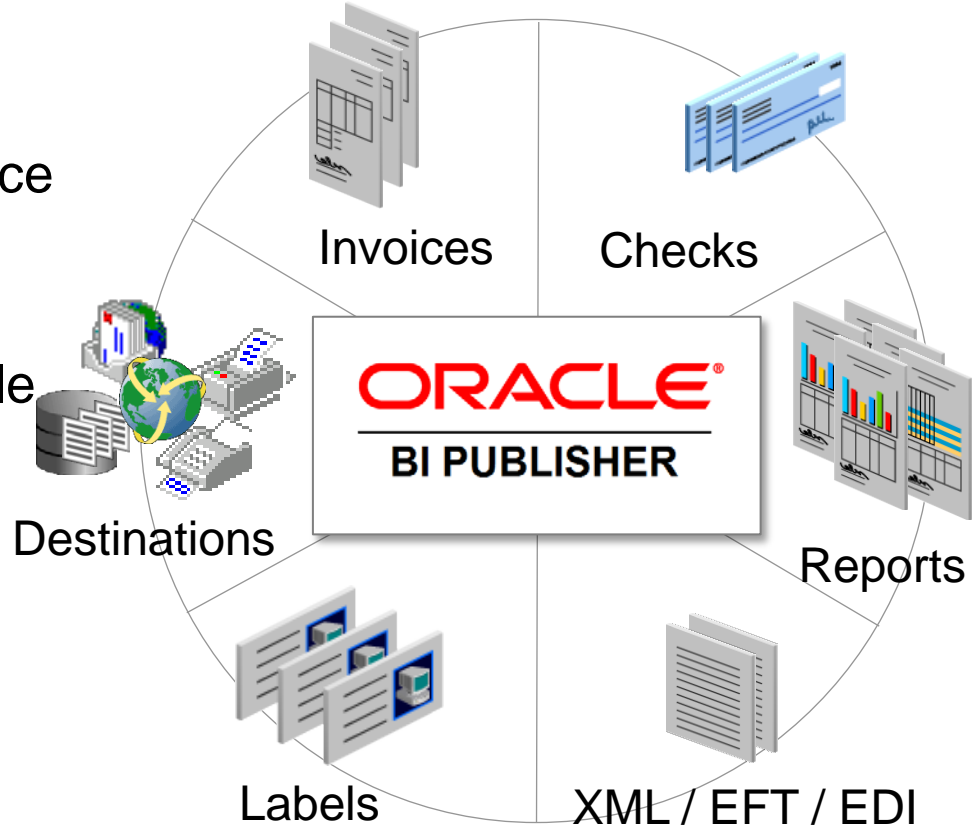 ce
Invoices
Checks
le
ORACLE®
BI PUBLISHER
Destinations
Reports
Labels
XML / EFT / EDI